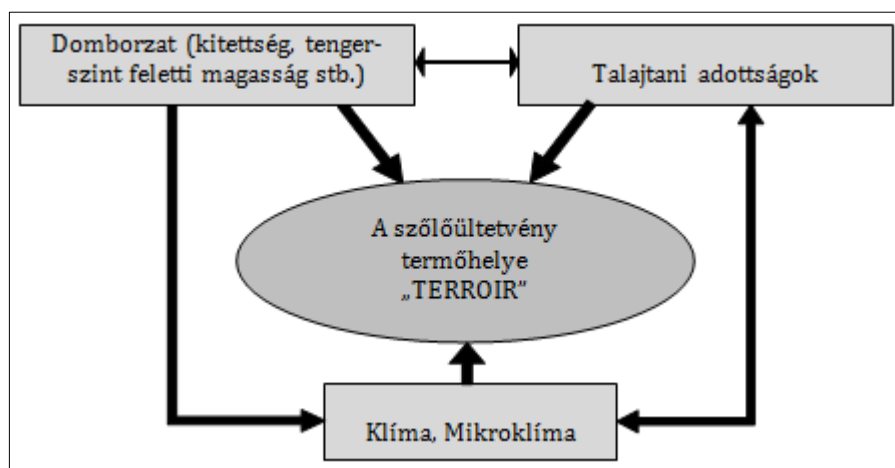 Domborzat (kitettség, tenger-
szint feletti magasság stb.)
Talajtani adottságok
A szőlőültetvény
termőhelye
„TERROIR”
Klíma, Mikroklíma